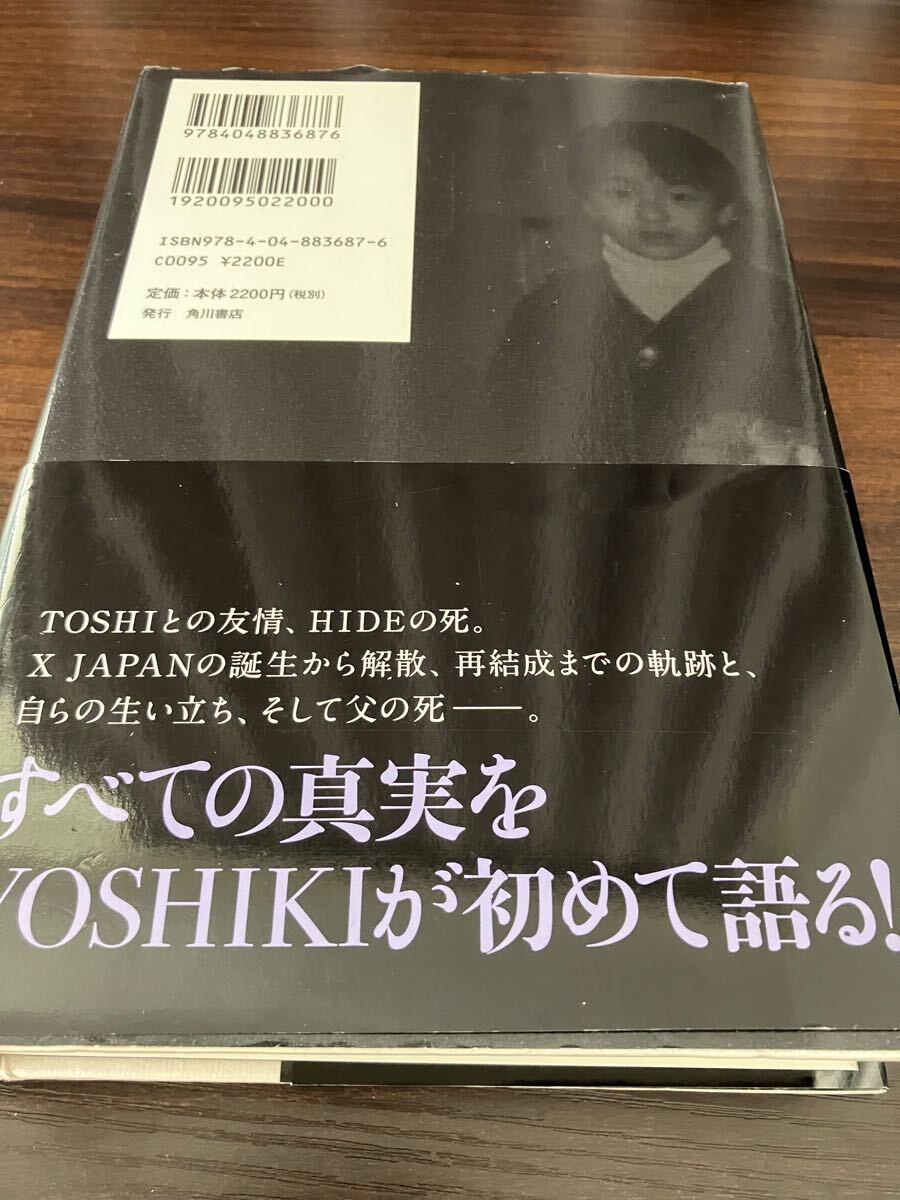 9784048836876
1920095022000
ISBN978-4-04-883687-6
C0095 ¥2200E
定価：本体2200円（税別）
発行 角川書店
TOSHIとの友情、HIDEの死。
X JAPANの誕生から解散、再結成までの軌跡と、
自らの生い立ち、そして父の死――。
すべての真実を
YOSHIKIが初めて語る！